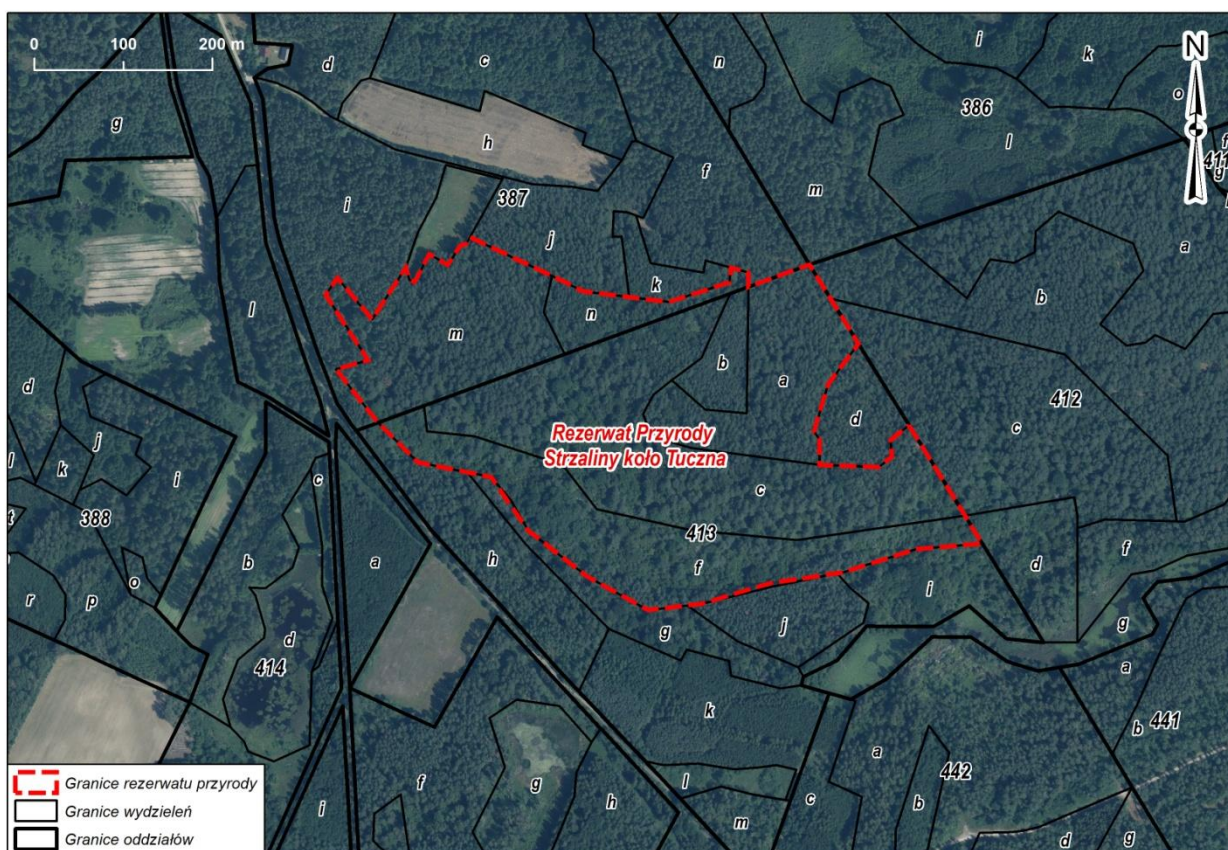 0 100 200 m
N
d
c
n
i
k
o
386
g
l
f
411
g
h
387
f
m
i
j
a
b
l
k
m
n
b
a
d
412
c
d
j
l
k
i
c
388
Rezerwat Przyrody
Strzaliny koło Tuczna
c
413
f
h
b
a
o
r
p
d
414
g
i
j
d
f
g
a
k
b
441
a
442
b
c
l
m
f
g
h
i
d
g
Granice rezerwatu przyrody
Granice wydzieleń
Granice oddziałów